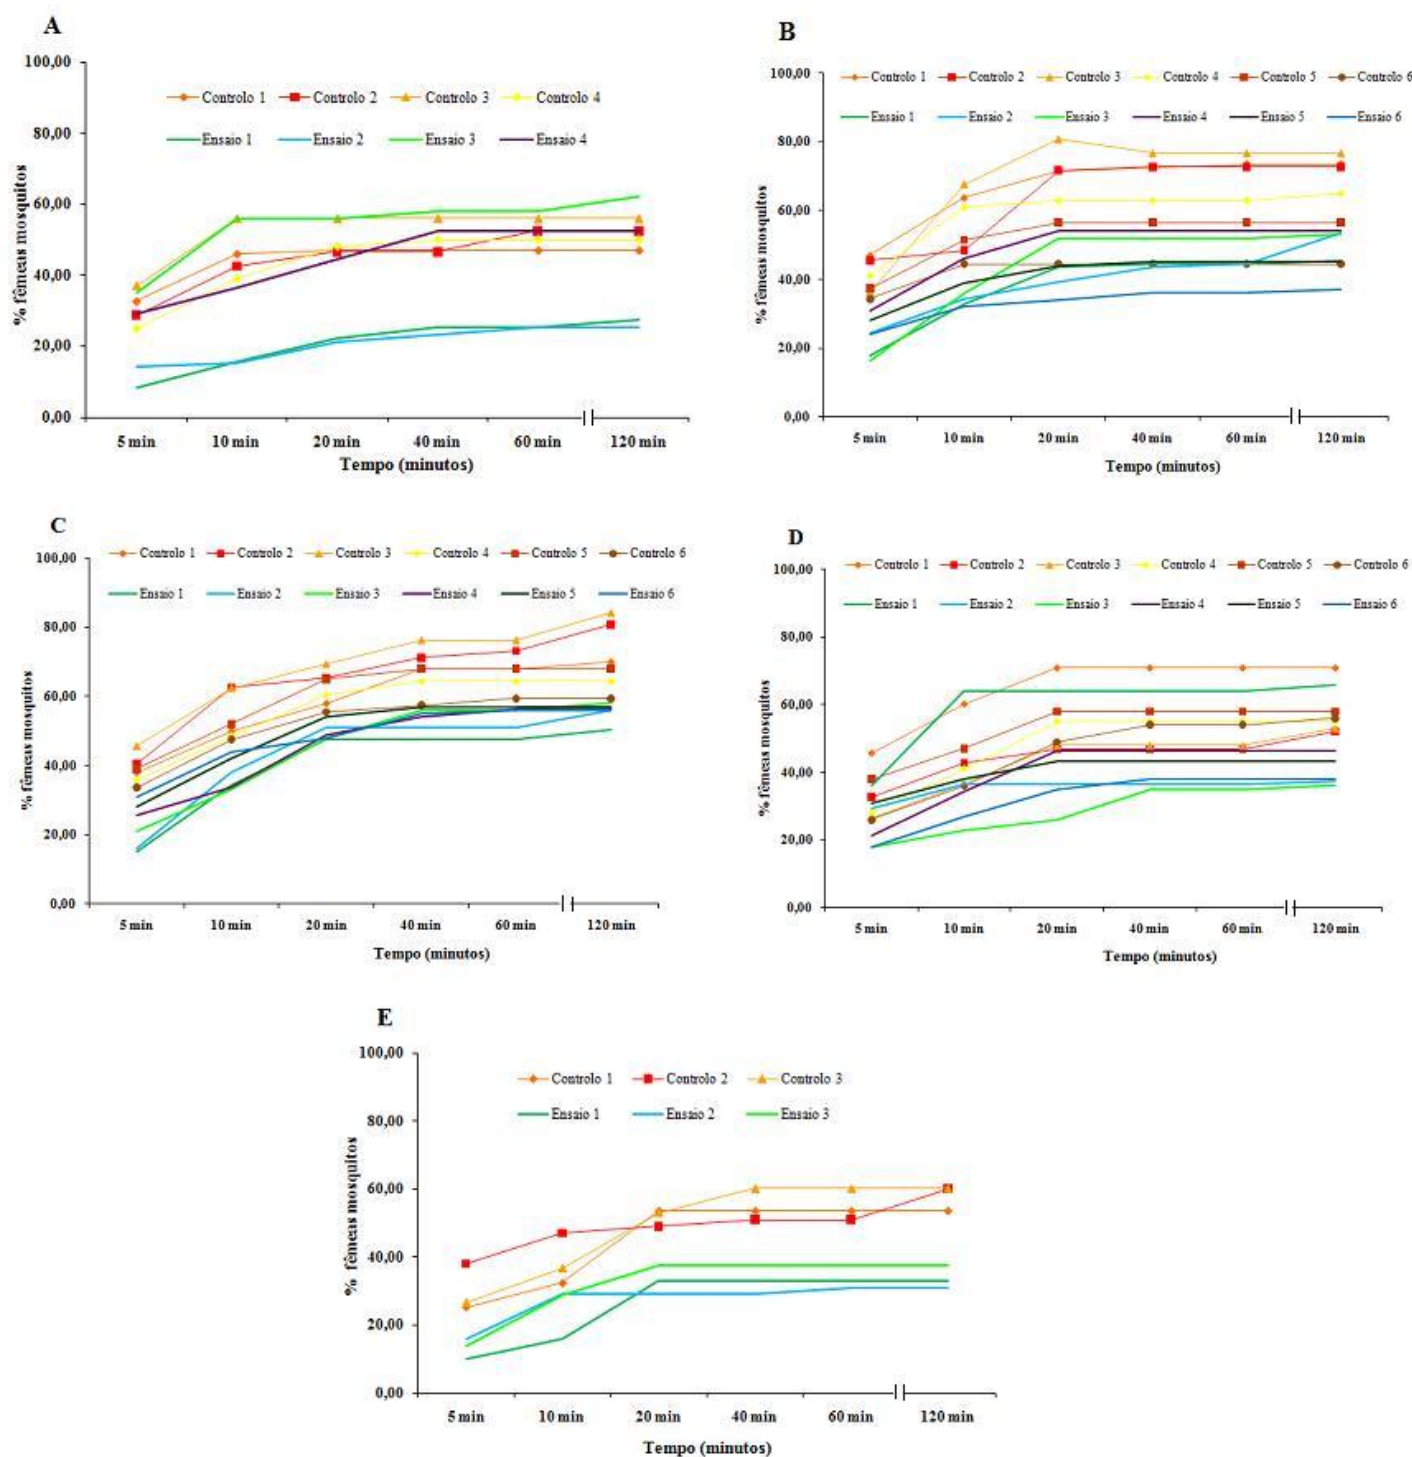 A
100,00
80,00
60,00
40,00
20,00
0,00
% fêmeas mosquitos
Controlo 1 Controlo 2 Controlo 3 Controlo 4
Ensaio 1 Ensaio 2 Ensaio 3 Ensaio 4
5 min 10 min 20 min 40 min 60 min 120 min
Tempo (minutos)
B
100,00
80,00
60,00
40,00
20,00
0,00
% fêmeas mosquitos
Controlo 1 Controlo 2 Controlo 3 Controlo 4 Controlo 5 Controlo 6
Ensaio 1 Ensaio 2 Ensaio 3 Ensaio 4 Ensaio 5 Ensaio 6
5 min 10 min 20 min 40 min 60 min 120 min
Tempo (minutos)
C
100,00
80,00
60,00
40,00
20,00
0,00
% fêmeas mosquitos
Controlo 1 Controlo 2 Controlo 3 Controlo 4 Controlo 5 Controlo 6
Ensaio 1 Ensaio 2 Ensaio 3 Ensaio 4 Ensaio 5 Ensaio 6
5 min 10 min 20 min 40 min 60 min 120 min
Tempo (minutos)
D
100,00
80,00
60,00
40,00
20,00
0,00
% fêmeas mosquitos
Controlo 1 Controlo 2 Controlo 3 Controlo 4 Controlo 5 Controlo 6
Ensaio 1 Ensaio 2 Ensaio 3 Ensaio 4 Ensaio 5 Ensaio 6
5 min 10 min 20 min 40 min 60 min 120 min
Tempo (minutos)
E
100,00
80,00
60,00
40,00
20,00
0,00
% fêmeas mosquitos
Controlo 1 Controlo 2 Controlo 3
Ensaio 1 Ensaio 2 Ensaio 3
5 min 10 min 20 min 40 min 60 min 120 min
Tempo (minutos)